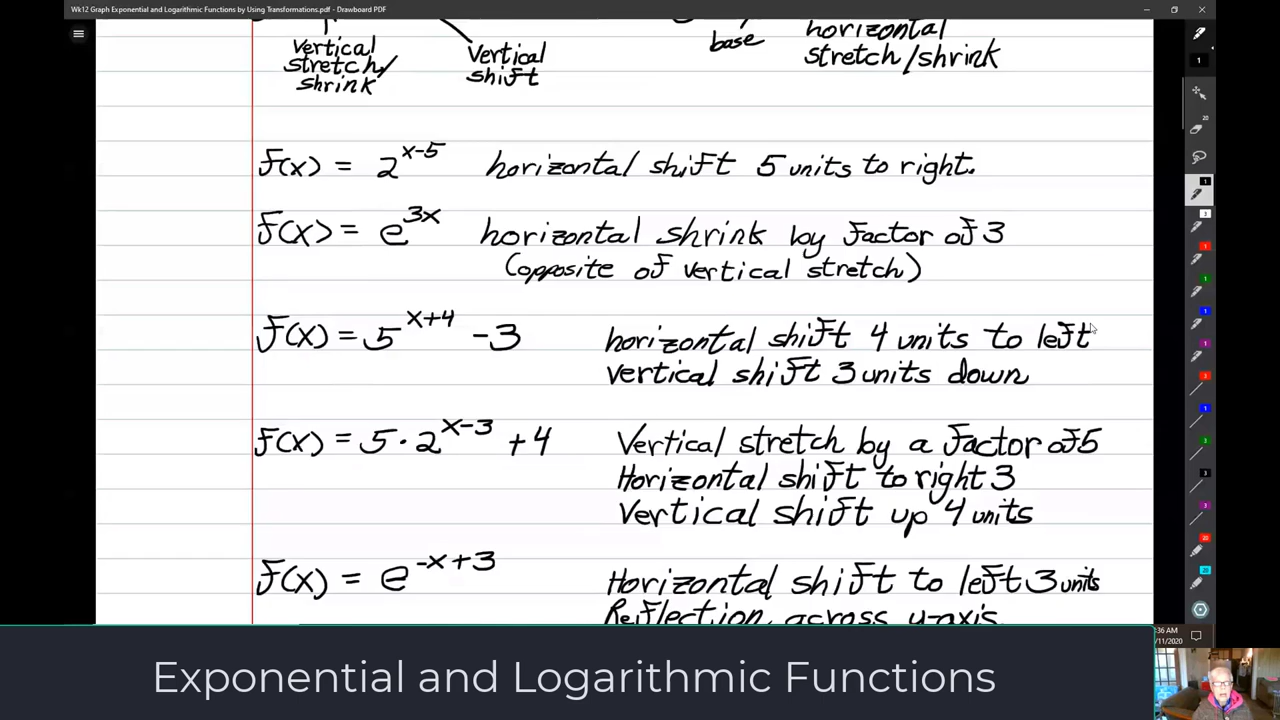 Wk12 Graph Exponential and Logarithmic Functions by Using Transformations.pdf - Drawboard PDF
vertical
stretch/
shrink
Vertical
shift
base
horizontal
stretch/shrink
f(x) = 2^{x-5} horizontal shift 5 units to right.
f(x) = e^{3x} horizontal shrink by factor of 3
(opposite of vertical stretch)
f(x) = 5^{x+4} -3 horizontal shift 4 units to left
vertical shift 3 units down
f(x) = 5·2^{x-3} +4 Vertical stretch by a factor of 5
Horizontal shift to right 3
Vertical shift up 4 units
f(x) = e^{-x+3} Horizontal shift to left 3 units
Reflection across y-axis
:36 AM
/11/2020
Exponential and Logarithmic Functions